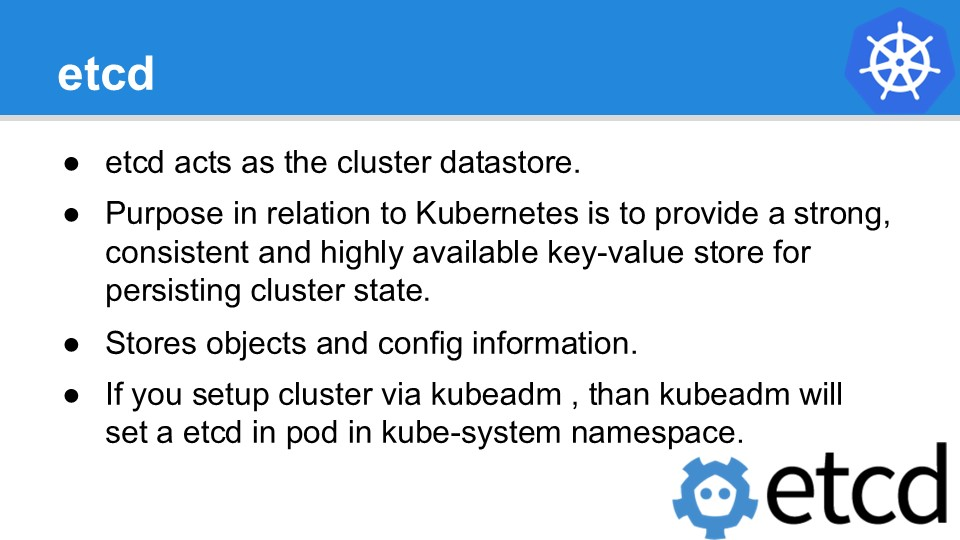 etcd
● etcd acts as the cluster datastore.
● Purpose in relation to Kubernetes is to provide a strong,
consistent and highly available key-value store for
persisting cluster state.
● Stores objects and config information.
● If you setup cluster via kubeadm , than kubeadm will
set a etcd in pod in kube-system namespace.
etcd